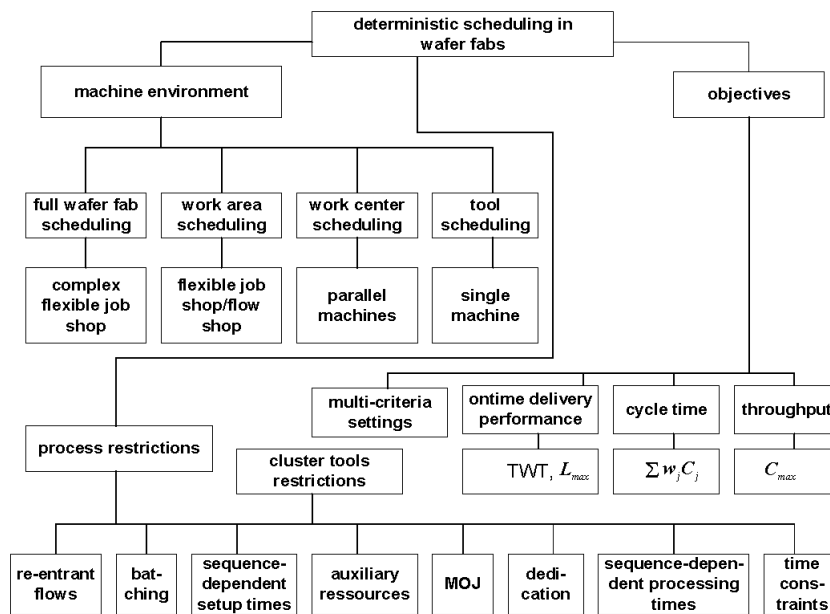 deterministic scheduling in
wafer fabs
machine environment
objectives
full wafer fab
scheduling
work area
scheduling
work center
scheduling
tool
scheduling
complex
flexible job
shop
flexible job
shop/flow
shop
parallel
machines
single
machine
multi-criteria
settings
ontime delivery
performance
cycle time
throughput
process restrictions
cluster tools
restrictions
TWT, L_max
Σ w_j C_j
C_max
re-entrant
flows
bat-
ching
sequence-
dependent
setup times
auxiliary
ressources
MOJ
dedi-
cation
sequence-depen-
dent processing
times
time
cons-
traints